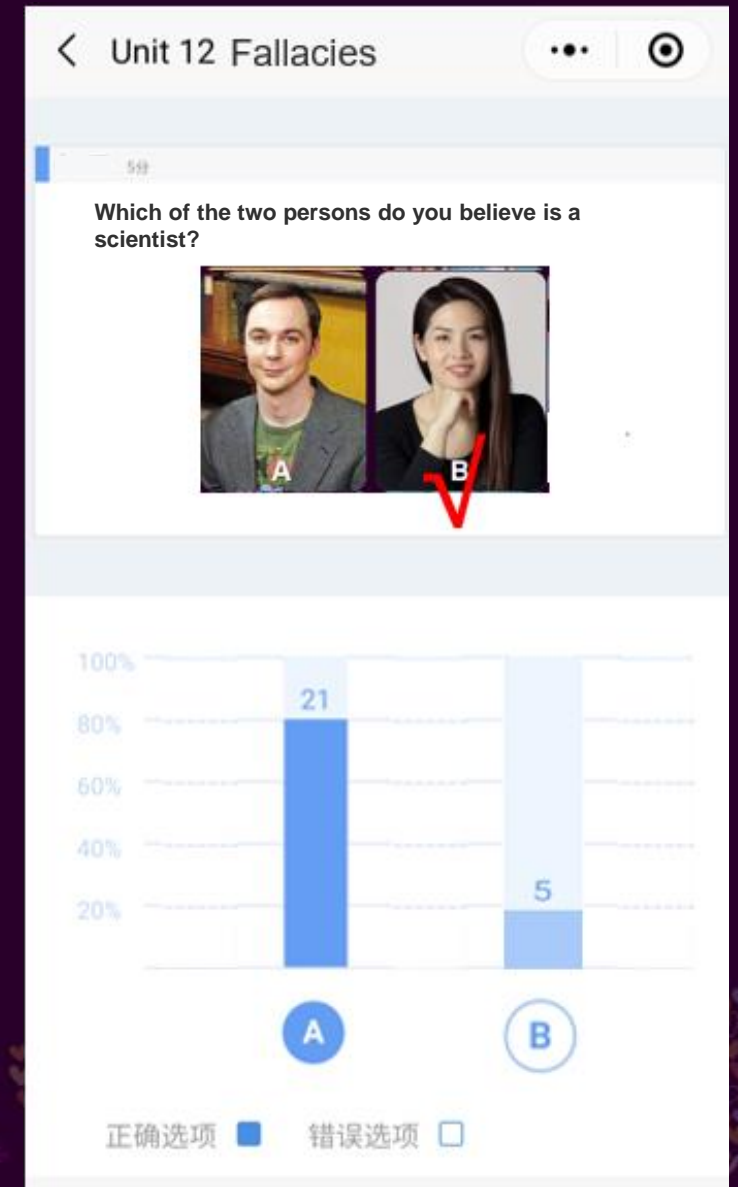 Unit 12 Fallacies
5分
Which of the two persons do you believe is a
scientist?
A B
100%
21
80%
60%
40%
5
20%
A B
正确选项 错误选项